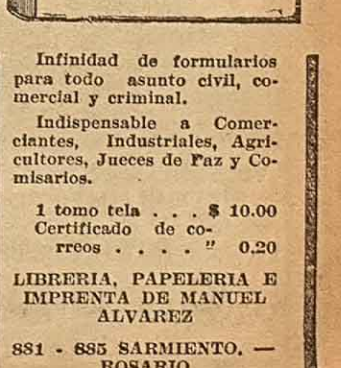 Infinidad de formularios
para todo asunto civil, co-
mercial y criminal.
Indispensable a Comer-
ciantes, Industriales, Agri-
cultores, Jueces de Paz y Co-
misarios.
1 tomo tela . . . $ 10.00
Certificado de co-
rreos . . . . " 0.20
LIBRERIA, PAPELERIA E
IMPRENTA DE MANUEL
ALVAREZ
881 - 885 SARMIENTO. —
ROSARIO